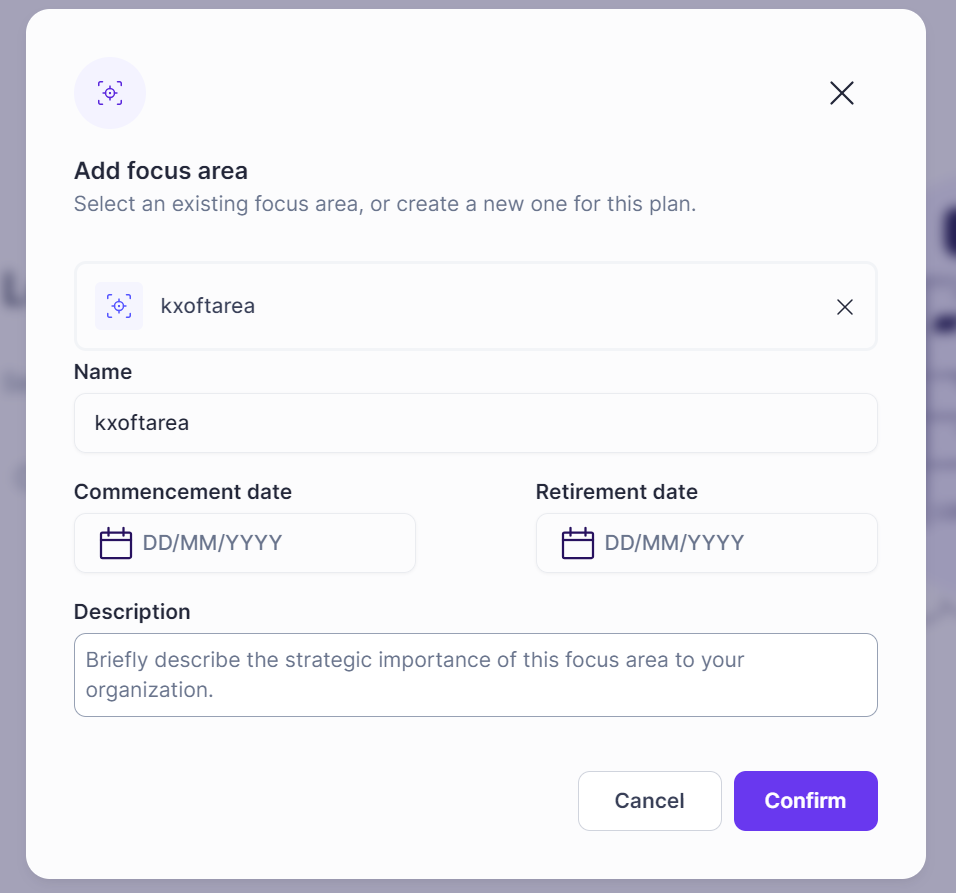 Add focus area
Select an existing focus area, or create a new one for this plan.
kxoftarea
Name
kxoftarea
Commencement date
Retirement date
DD/MM/YYYY
DD/MM/YYYY
Description
Briefly describe the strategic importance of this focus area to your
organization.
Cancel
Confirm